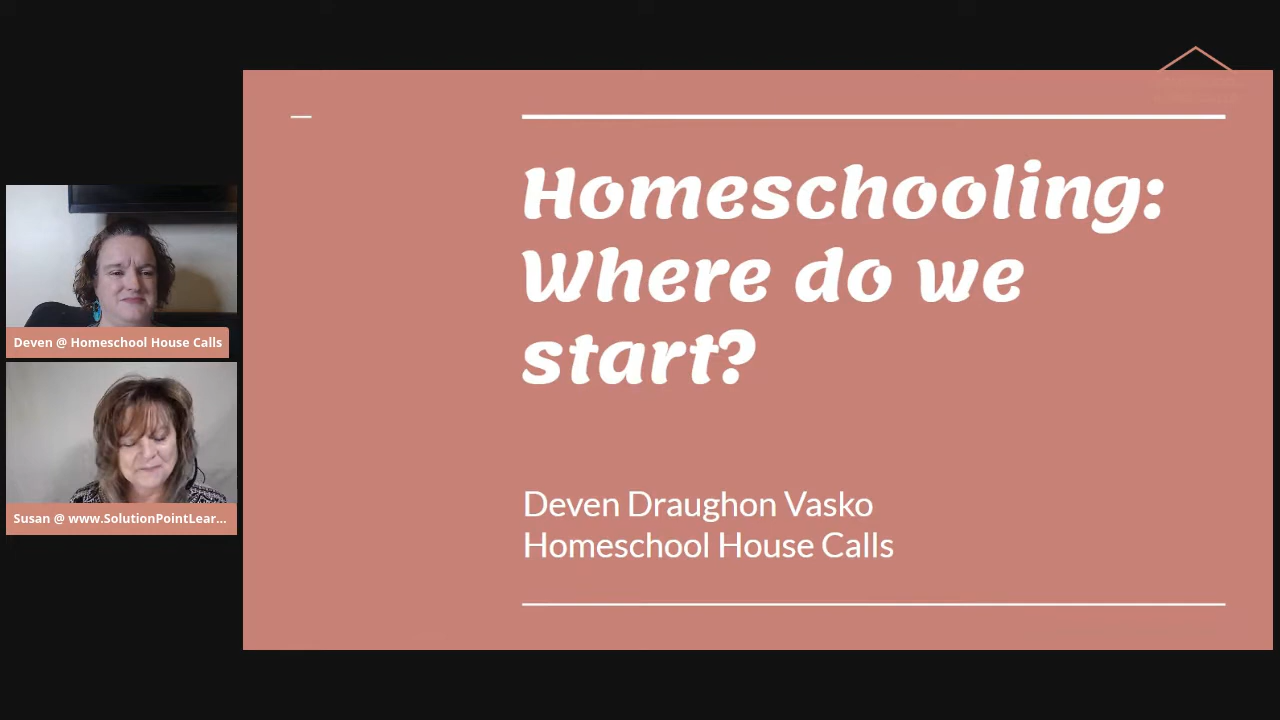 Homeschooling:
Where do we
start?
Deven Draughon Vasko
Homeschool House Calls
Deven @ Homeschool House Calls
Susan @ www.SolutionPointLear...